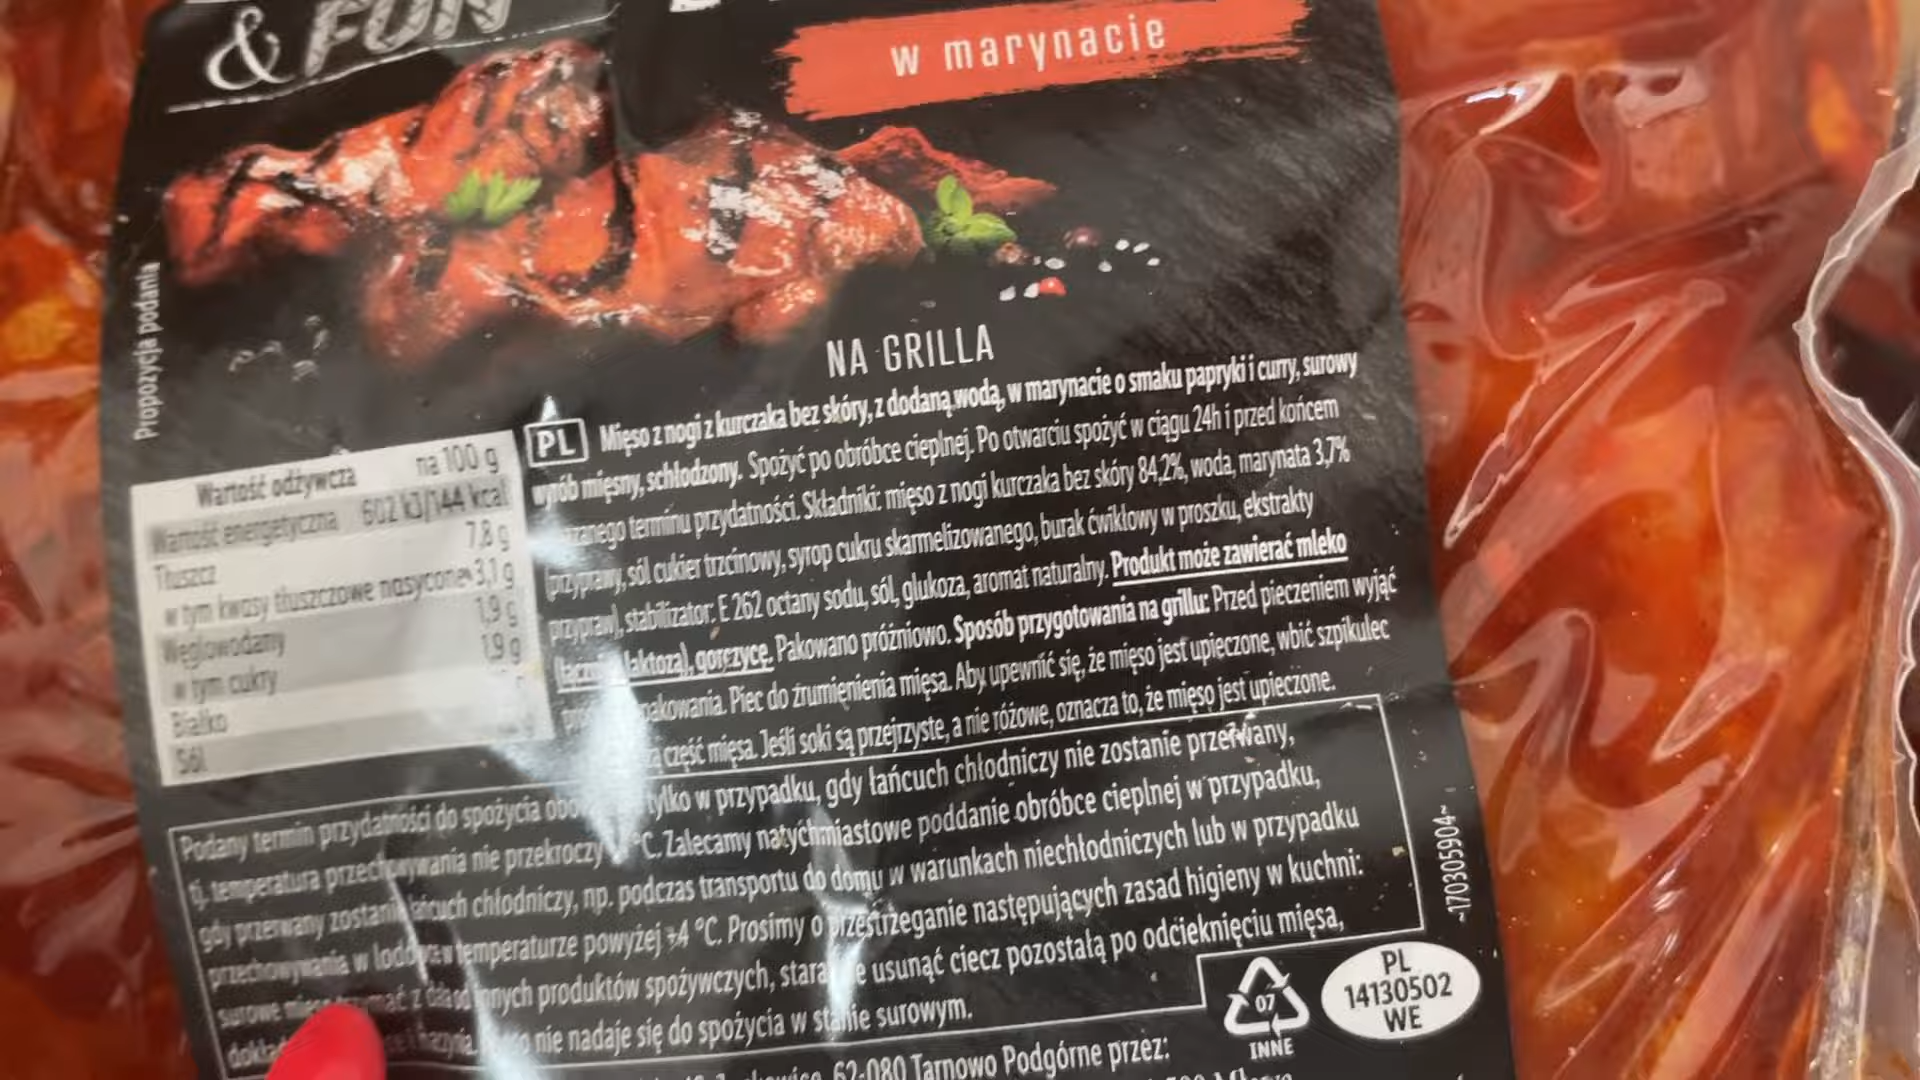 & FUN
w marynacie
Propozycja podania
NA GRILLA
PL Mięso z nogi z kurczaka bez skóry, z dodaną wodą, w marynacie o smaku papryki i curry, surowy
wyrób mięsny, schłodzony. Spożyć po obróbce cieplnej. Po otwarciu spożyć w ciągu 24h i przed końcem
terminu przydatności. Składniki: mięso z nogi kurczaka bez skóry 84,2%, woda, marynata 3,7%
(przyprawy, sól, cukier trzcinowy, syrop cukru skarmelizowanego, burak ćwikłowy w proszku, ekstrakty
przypraw), stabilizator: E 262 octany sodu, sól, glukoza, aromat naturalny. Produkt może zawierać mleko
laktozą), gorczycę. Pakowano próżniowo. Sposób przygotowania na grillu: Przed pieczeniem wyjąć
Piec do zrumienienia mięsa. Aby upewnić się, że mięso jest upieczone, wbić szpikulec
część mięsa. Jeśli soki są przejrzyste, a nie różowe, oznacza to, że mięso jest upieczone.
Wartość odżywcza na 100 g
Wartość energetyczna 602 kJ/144 kcal
Tłuszcz 7,8 g
w tym kwasy tłuszczowe nasycone 3,1 g
Węglowodany 1,9 g
w tym cukry 1,9 g
Białko
Sól
Podany termin przydatności do spożycia tylko w przypadku, gdy łańcuch chłodniczy nie zostanie przerwany,
tj. temperatura przechowywania nie przekroczy °C. Zalecamy natychmiastowe poddanie obróbce cieplnej w przypadku,
gdy przerwany zostanie łańcuch chłodniczy, np. podczas transportu do domu w warunkach niechłodniczych lub w przypadku
przechowywania w temperaturze powyżej +4 °C. Prosimy o przestrzeganie następujących zasad higieny w kuchni:
surowe mięso trzymać z dala od innych produktów spożywczych, usunąć ciecz pozostałą po odcieknięciu mięsa,
nie nadaje się do spożycia w stanie surowym.
~170305904~
07
INNE
PL
14130502
WE
62-080 Tarnowo Podgórne przez: